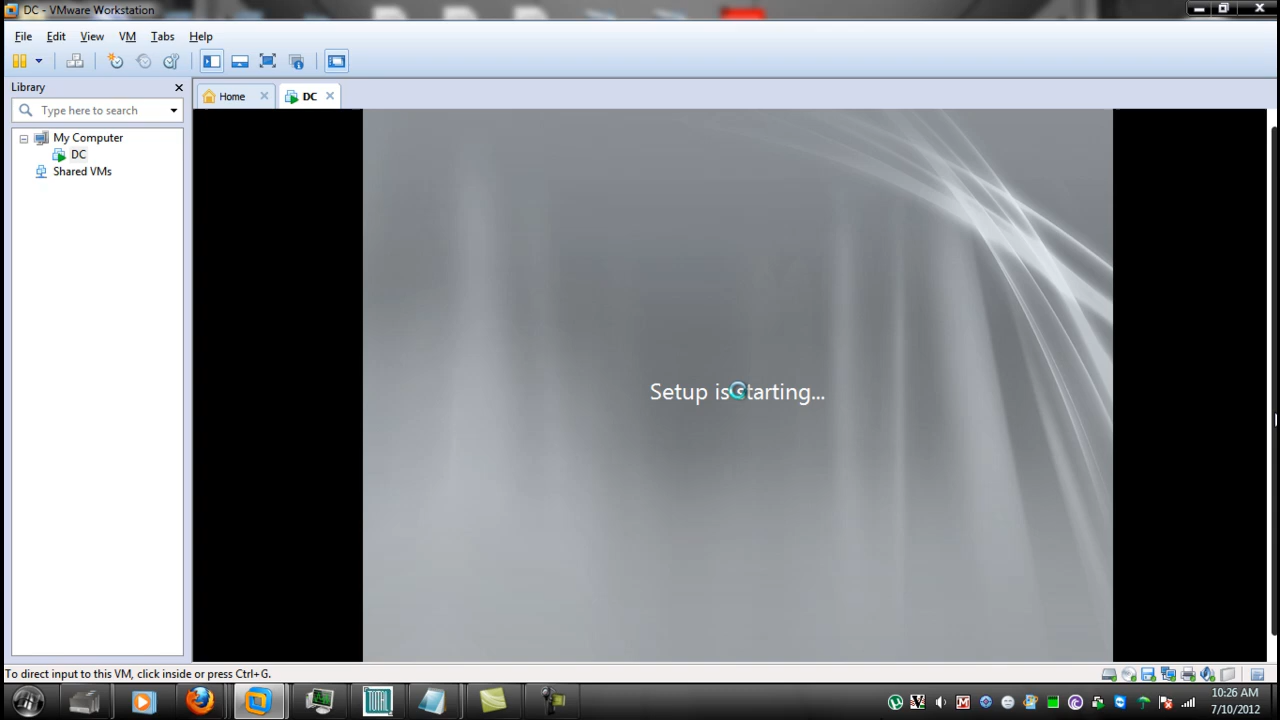 DC - VMware Workstation
File Edit View VM Tabs Help
Library
Type here to search
My Computer
DC
Shared VMs
Home
DC
Setup is starting...
To direct input to this VM, click inside or press Ctrl+G.
TOTAL
10:26 AM
7/10/2012